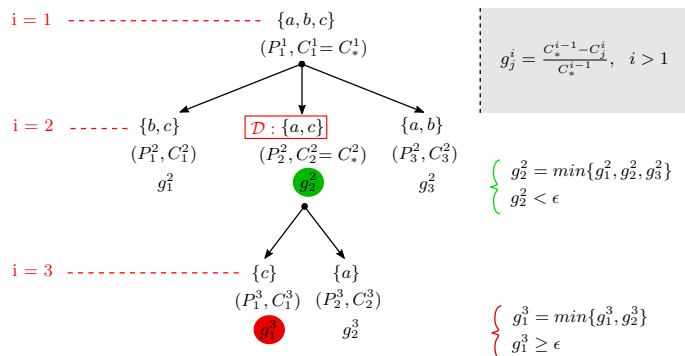 i = 1
{a, b, c}
(P_1^1, C_1^1 = C_*^1)
g_j^i = \frac{C_*^{i-1} - C_j^i}{C_*^{i-1}}, i > 1
i = 2
{b, c}
D : {a, c}
{a, b}
(P_1^2, C_1^2)
(P_2^2, C_2^2 = C_*^2)
(P_3^2, C_3^2)
g_1^2
g_2^2
g_3^2
g_2^2 = min{g_1^2, g_2^2, g_3^2}
g_2^2 < ϵ
i = 3
{c}
{a}
(P_1^3, C_1^3)
(P_2^3, C_2^3)
g_1^3
g_2^3
g_1^3 = min{g_1^3, g_2^3}
g_1^3 ≥ ϵ